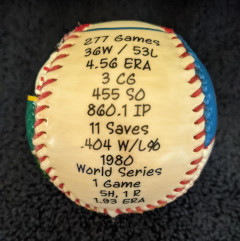 277 Games
36W / 53L
4.56 ERA
3 CG
455 SO
860.1 IP
11 Saves
.404 W/L%
1980
World Series
1 Game
5H, 1 R
1.93 ERA